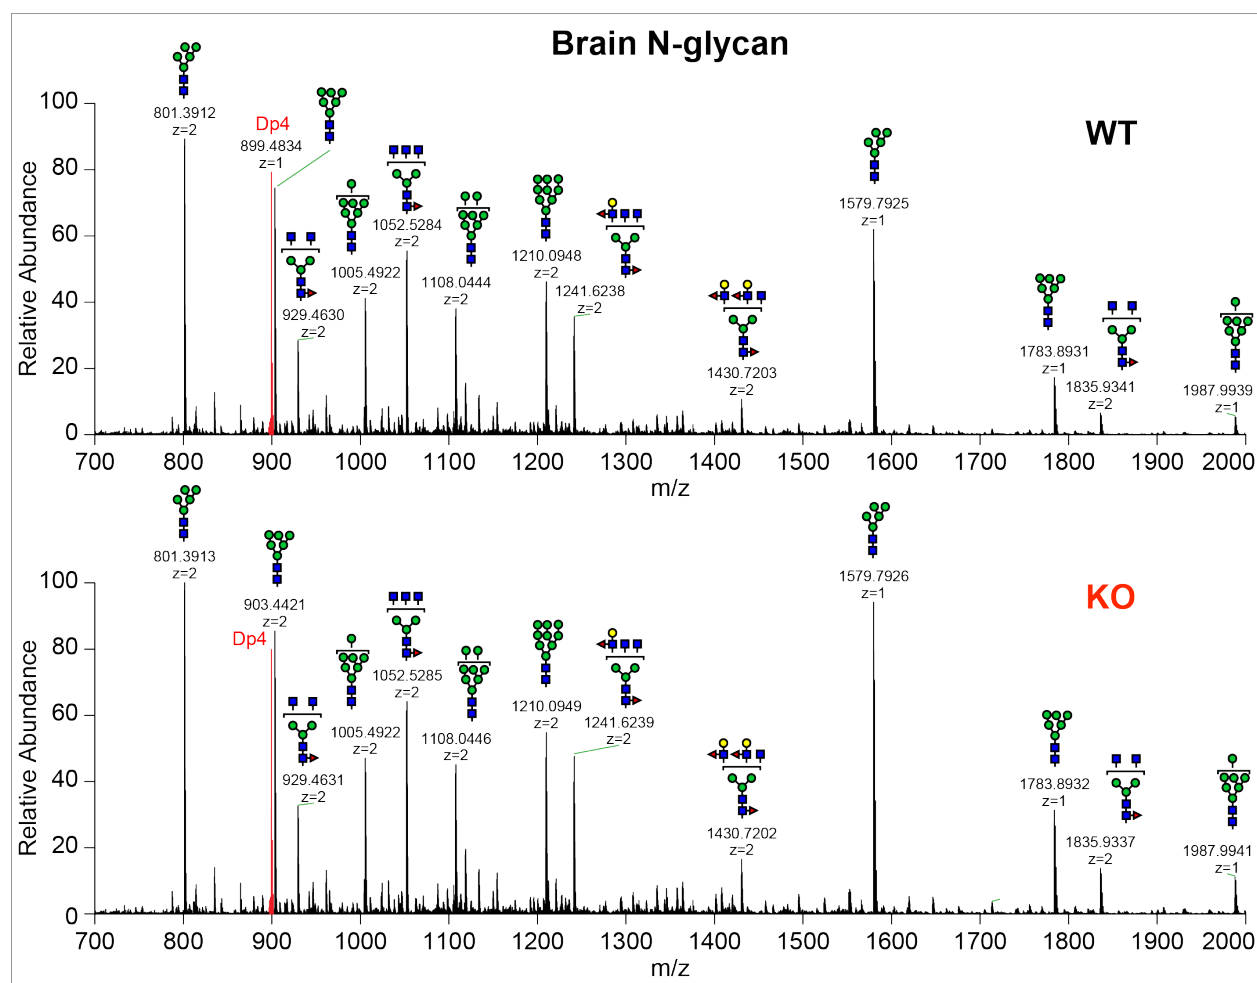 Brain N-glycan
WT
Relative Abundance
100
80
60
40
20
0
801.3912
z=2
Dp4
899.4834
z=1
929.4630
z=2
1005.4922
z=2
1052.5284
z=2
1108.0444
z=2
1210.0948
z=2
1241.6238
z=2
1430.7203
z=2
1579.7925
z=1
1783.8931
z=1
1835.9341
z=2
1987.9939
z=1
700 800 900 1000 1100 1200 1300 1400 1500 1600 1700 1800 1900 2000
m/z
KO
Relative Abundance
100
80
60
40
20
0
801.3913
z=2
903.4421
z=2
Dp4
929.4631
z=2
1005.4922
z=2
1052.5285
z=2
1108.0446
z=2
1210.0949
z=2
1241.6239
z=2
1430.7202
z=2
1579.7926
z=1
1783.8932
z=1
1835.9337
z=2
1987.9941
z=1
700 800 900 1000 1100 1200 1300 1400 1500 1600 1700 1800 1900 2000
m/z